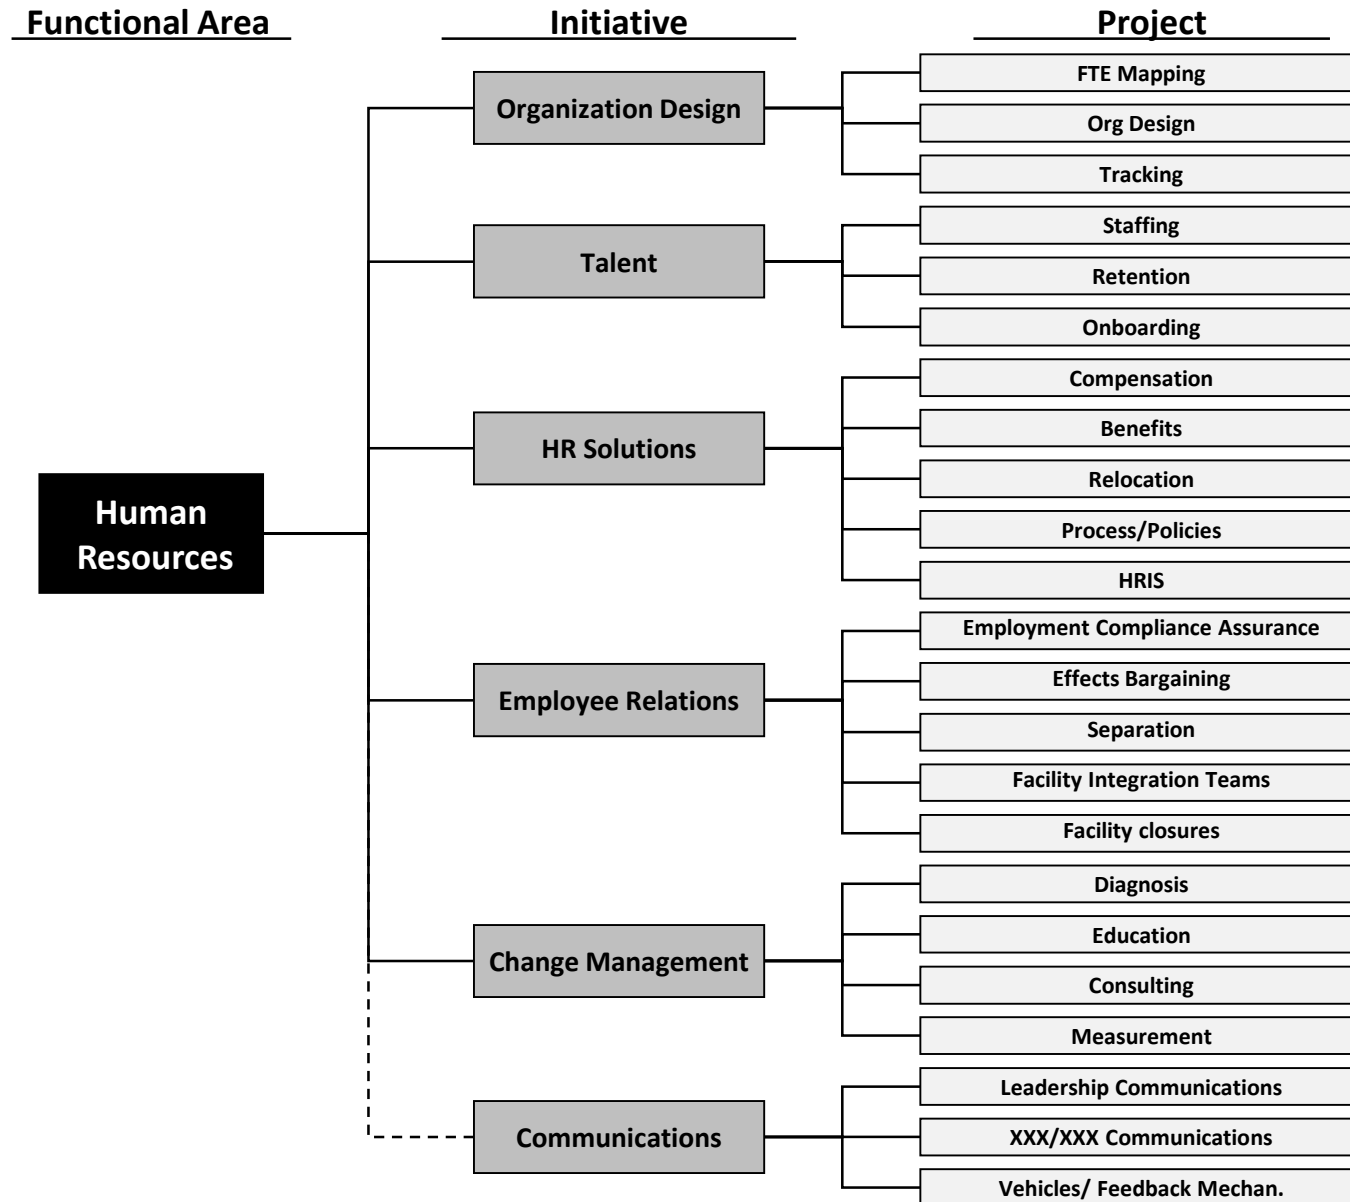 Functional Area
Initiative
Project
Organization Design
FTE Mapping
Org Design
Tracking
Talent
Staffing
Retention
Onboarding
HR Solutions
Compensation
Benefits
Relocation
Process/Policies
HRIS
Human
Resources
Employee Relations
Employment Compliance Assurance
Effects Bargaining
Separation
Facility Integration Teams
Facility closures
Change Management
Diagnosis
Education
Consulting
Measurement
Communications
Leadership Communications
XXX/XXX Communications
Vehicles/ Feedback Mechan.